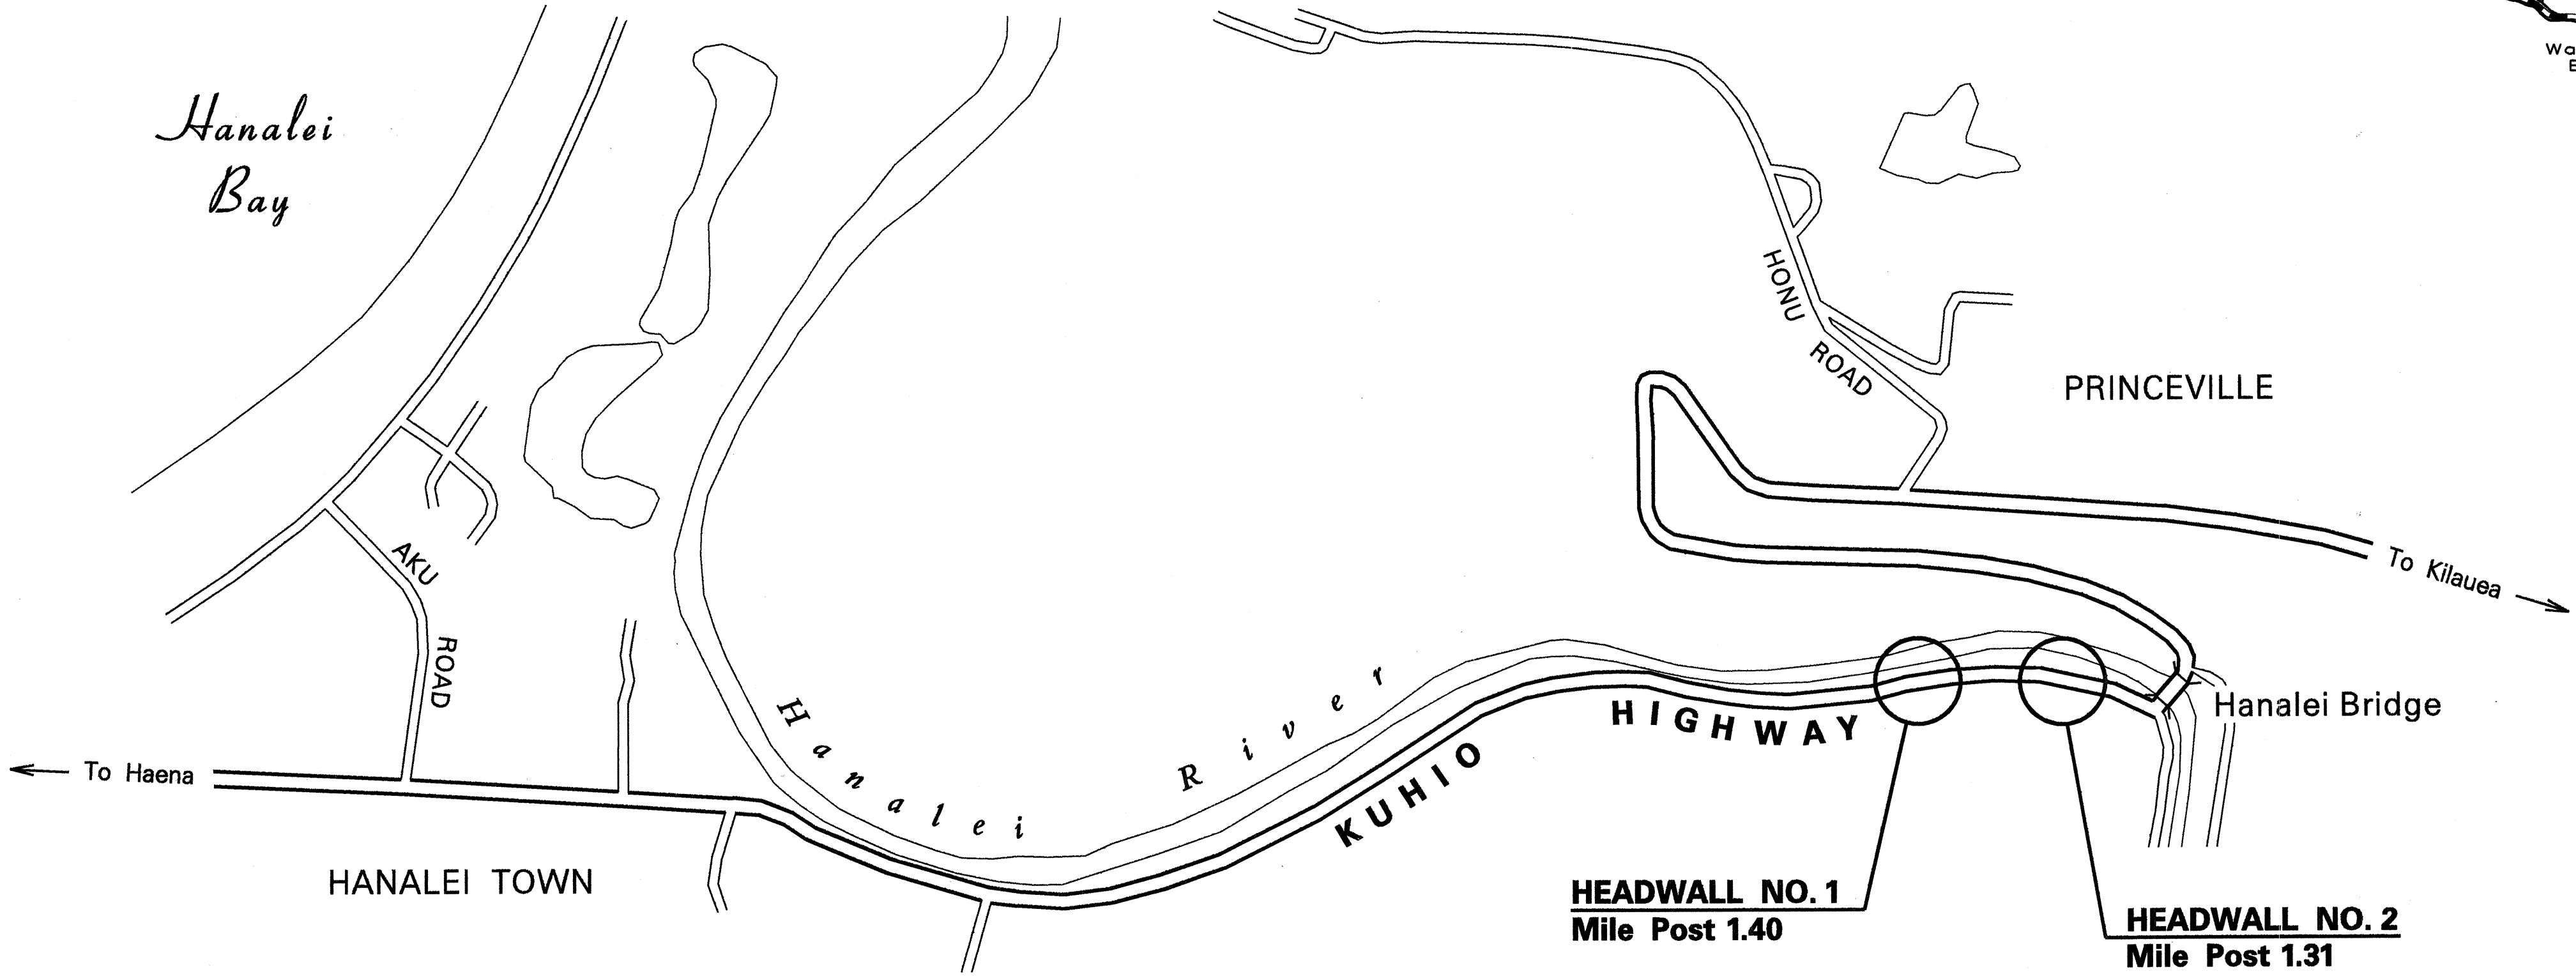 Hanalei
Bay
HONU
ROAD
PRINCEVILLE
To Kilauea
AKU
ROAD
Hanalei River
Hanalei Bridge
KUHIO HIGHWAY
To Haena
HANALEI TOWN
HEADWALL NO. 1
Mile Post 1.40
HEADWALL NO. 2
Mile Post 1.31